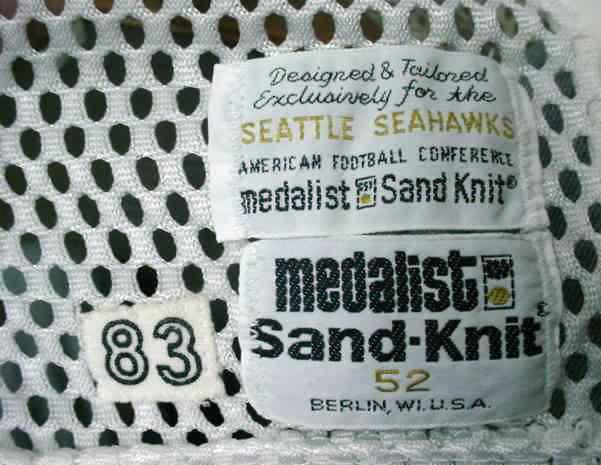 Designed & Tailored
Exclusively for the
SEATTLE SEAHAWKS
AMERICAN FOOTBALL CONFERENCE
medalist Sand Knit®
medalist
Sand-Knit®
52
BERLIN, WI. U.S.A.
83